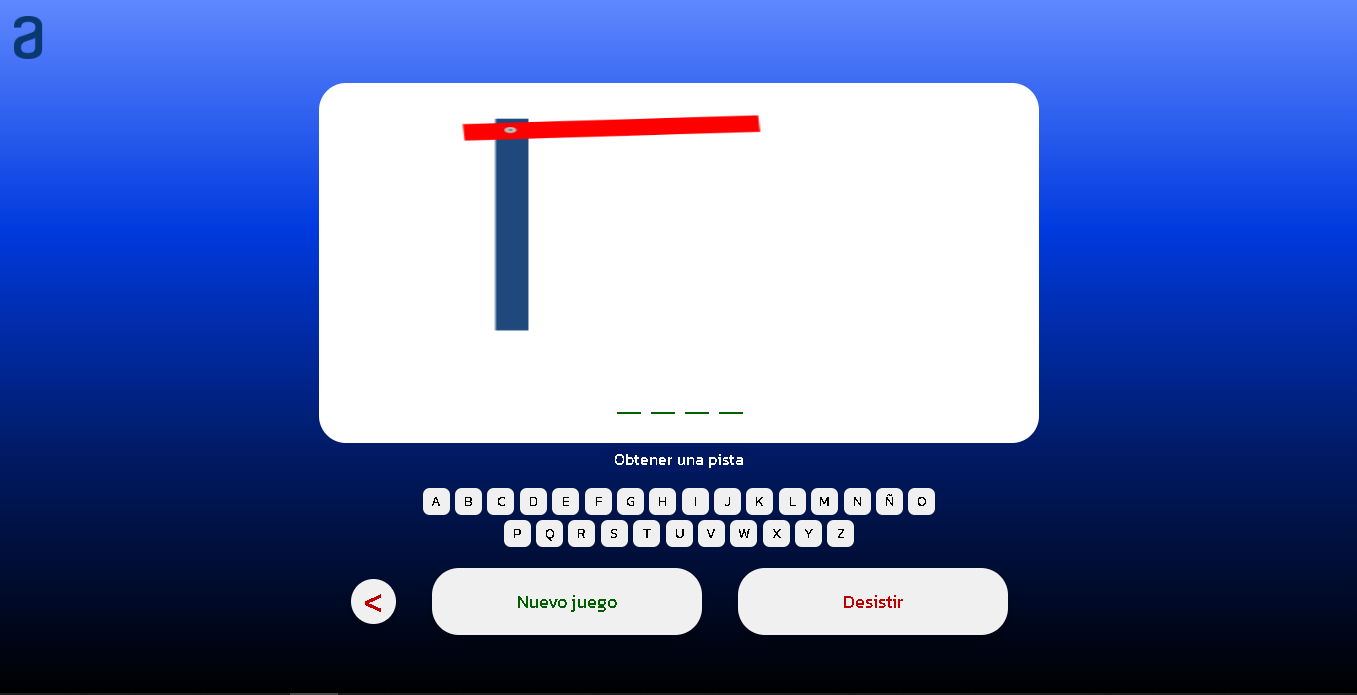 a
Obtener una pista
A B C D E F G H I J K L M N Ñ O
P Q R S T U V W X Y Z
< Nuevo juego Desistir